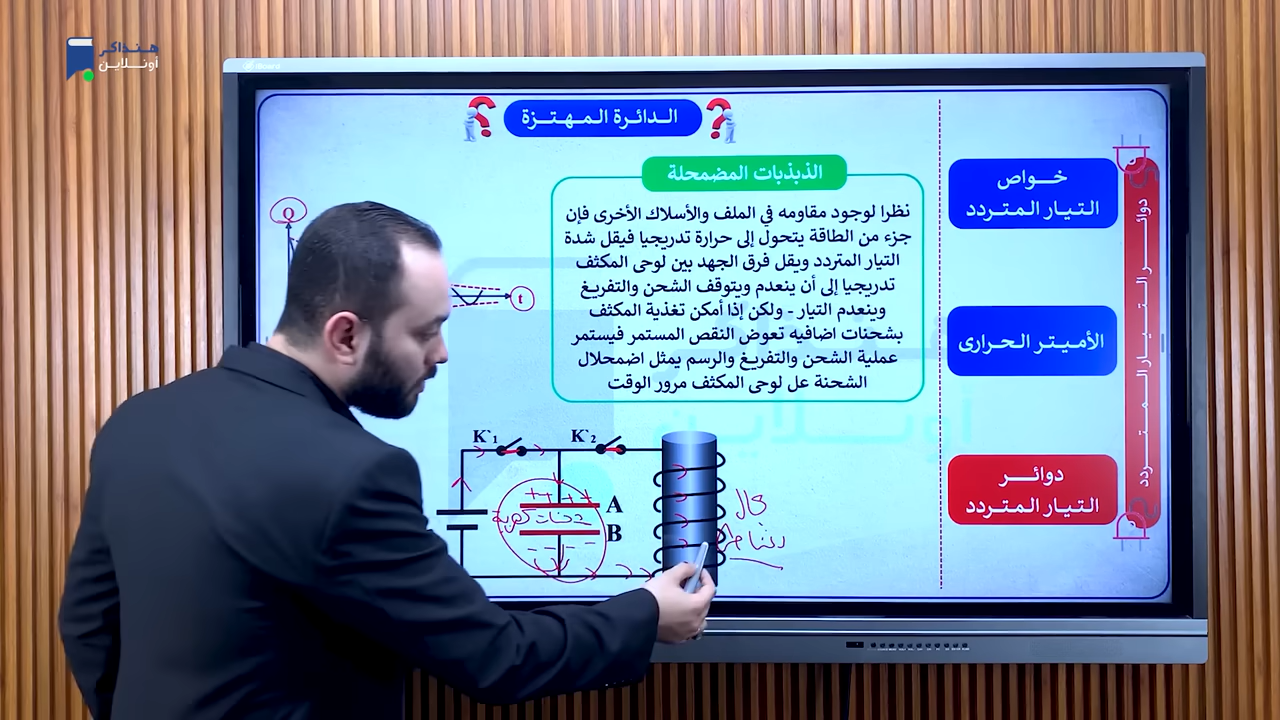 هنذاكر
أونلاين
iBoard
الدائرة المهتزة
الذبذبات المضمحلة
نظرا لوجود مقاومه في الملف والأسلاك الأخرى فإن
جزء من الطاقة يتحول إلى حرارة تدريجيا فيقل شدة
التيار المتردد ويقل فرق الجهد بين لوحى المكثف
تدريجيا إلى أن ينعدم ويتوقف الشحن والتفريغ
وينعدم التيار - ولكن إذا أمكن تغذية المكثف
بشحنات اضافيه تعوض النقص المستمر فيستمر
عملية الشحن والتفريغ والرسم يمثل اضمحلال
الشحنة عل لوحى المكثف مرور الوقت
خواص
التيار المتردد
الأميتر الحرارى
دوائر
التيار المتردد
دوائر التيار المتردد
Q
t
K`1
K`2
A
B
أونلاين